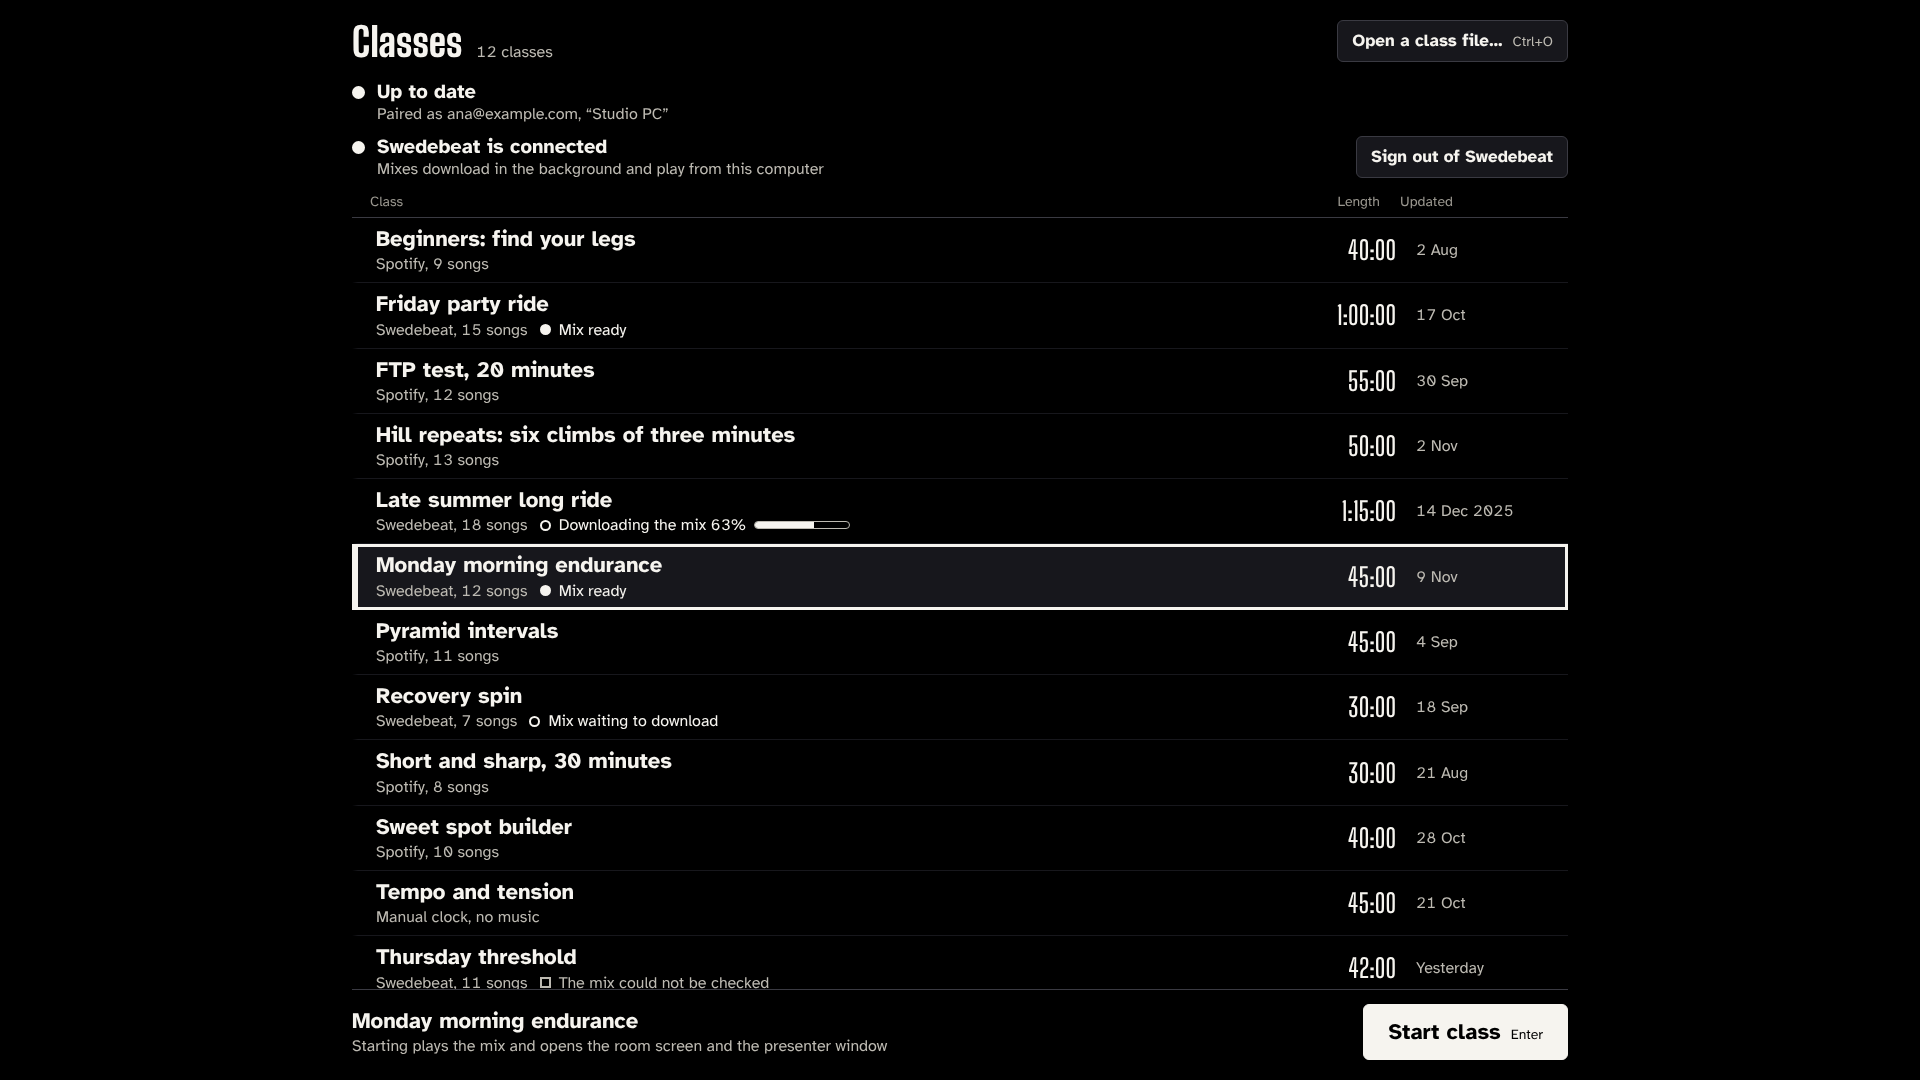 Classes 12 classes Open a class file... Ctrl+O
Up to date
Paired as ana@example.com, “Studio PC”
Swedebeat is connected
Mixes download in the background and play from this computer
Sign out of Swedebeat
Class Length Updated
Beginners: find your legs
Spotify, 9 songs
40:00 2 Aug
Friday party ride
Swedebeat, 15 songs Mix ready
1:00:00 17 Oct
FTP test, 20 minutes
Spotify, 12 songs
55:00 30 Sep
Hill repeats: six climbs of three minutes
Spotify, 13 songs
50:00 2 Nov
Late summer long ride
Swedebeat, 18 songs Downloading the mix 63%
1:15:00 14 Dec 2025
Monday morning endurance
Swedebeat, 12 songs Mix ready
45:00 9 Nov
Pyramid intervals
Spotify, 11 songs
45:00 4 Sep
Recovery spin
Swedebeat, 7 songs Mix waiting to download
30:00 18 Sep
Short and sharp, 30 minutes
Spotify, 8 songs
30:00 21 Aug
Sweet spot builder
Spotify, 10 songs
40:00 28 Oct
Tempo and tension
Manual clock, no music
45:00 21 Oct
Thursday threshold
Swedebeat, 11 songs The mix could not be checked
42:00 Yesterday
Monday morning endurance
Starting plays the mix and opens the room screen and the presenter window
Start class Enter